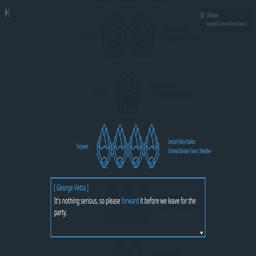 Dialogue
Sergeant
Central Police Station
Criminal Division Team 2 Member
[ George Vetta ]
It's nothing serious, so please forward it before we leave for the
party.